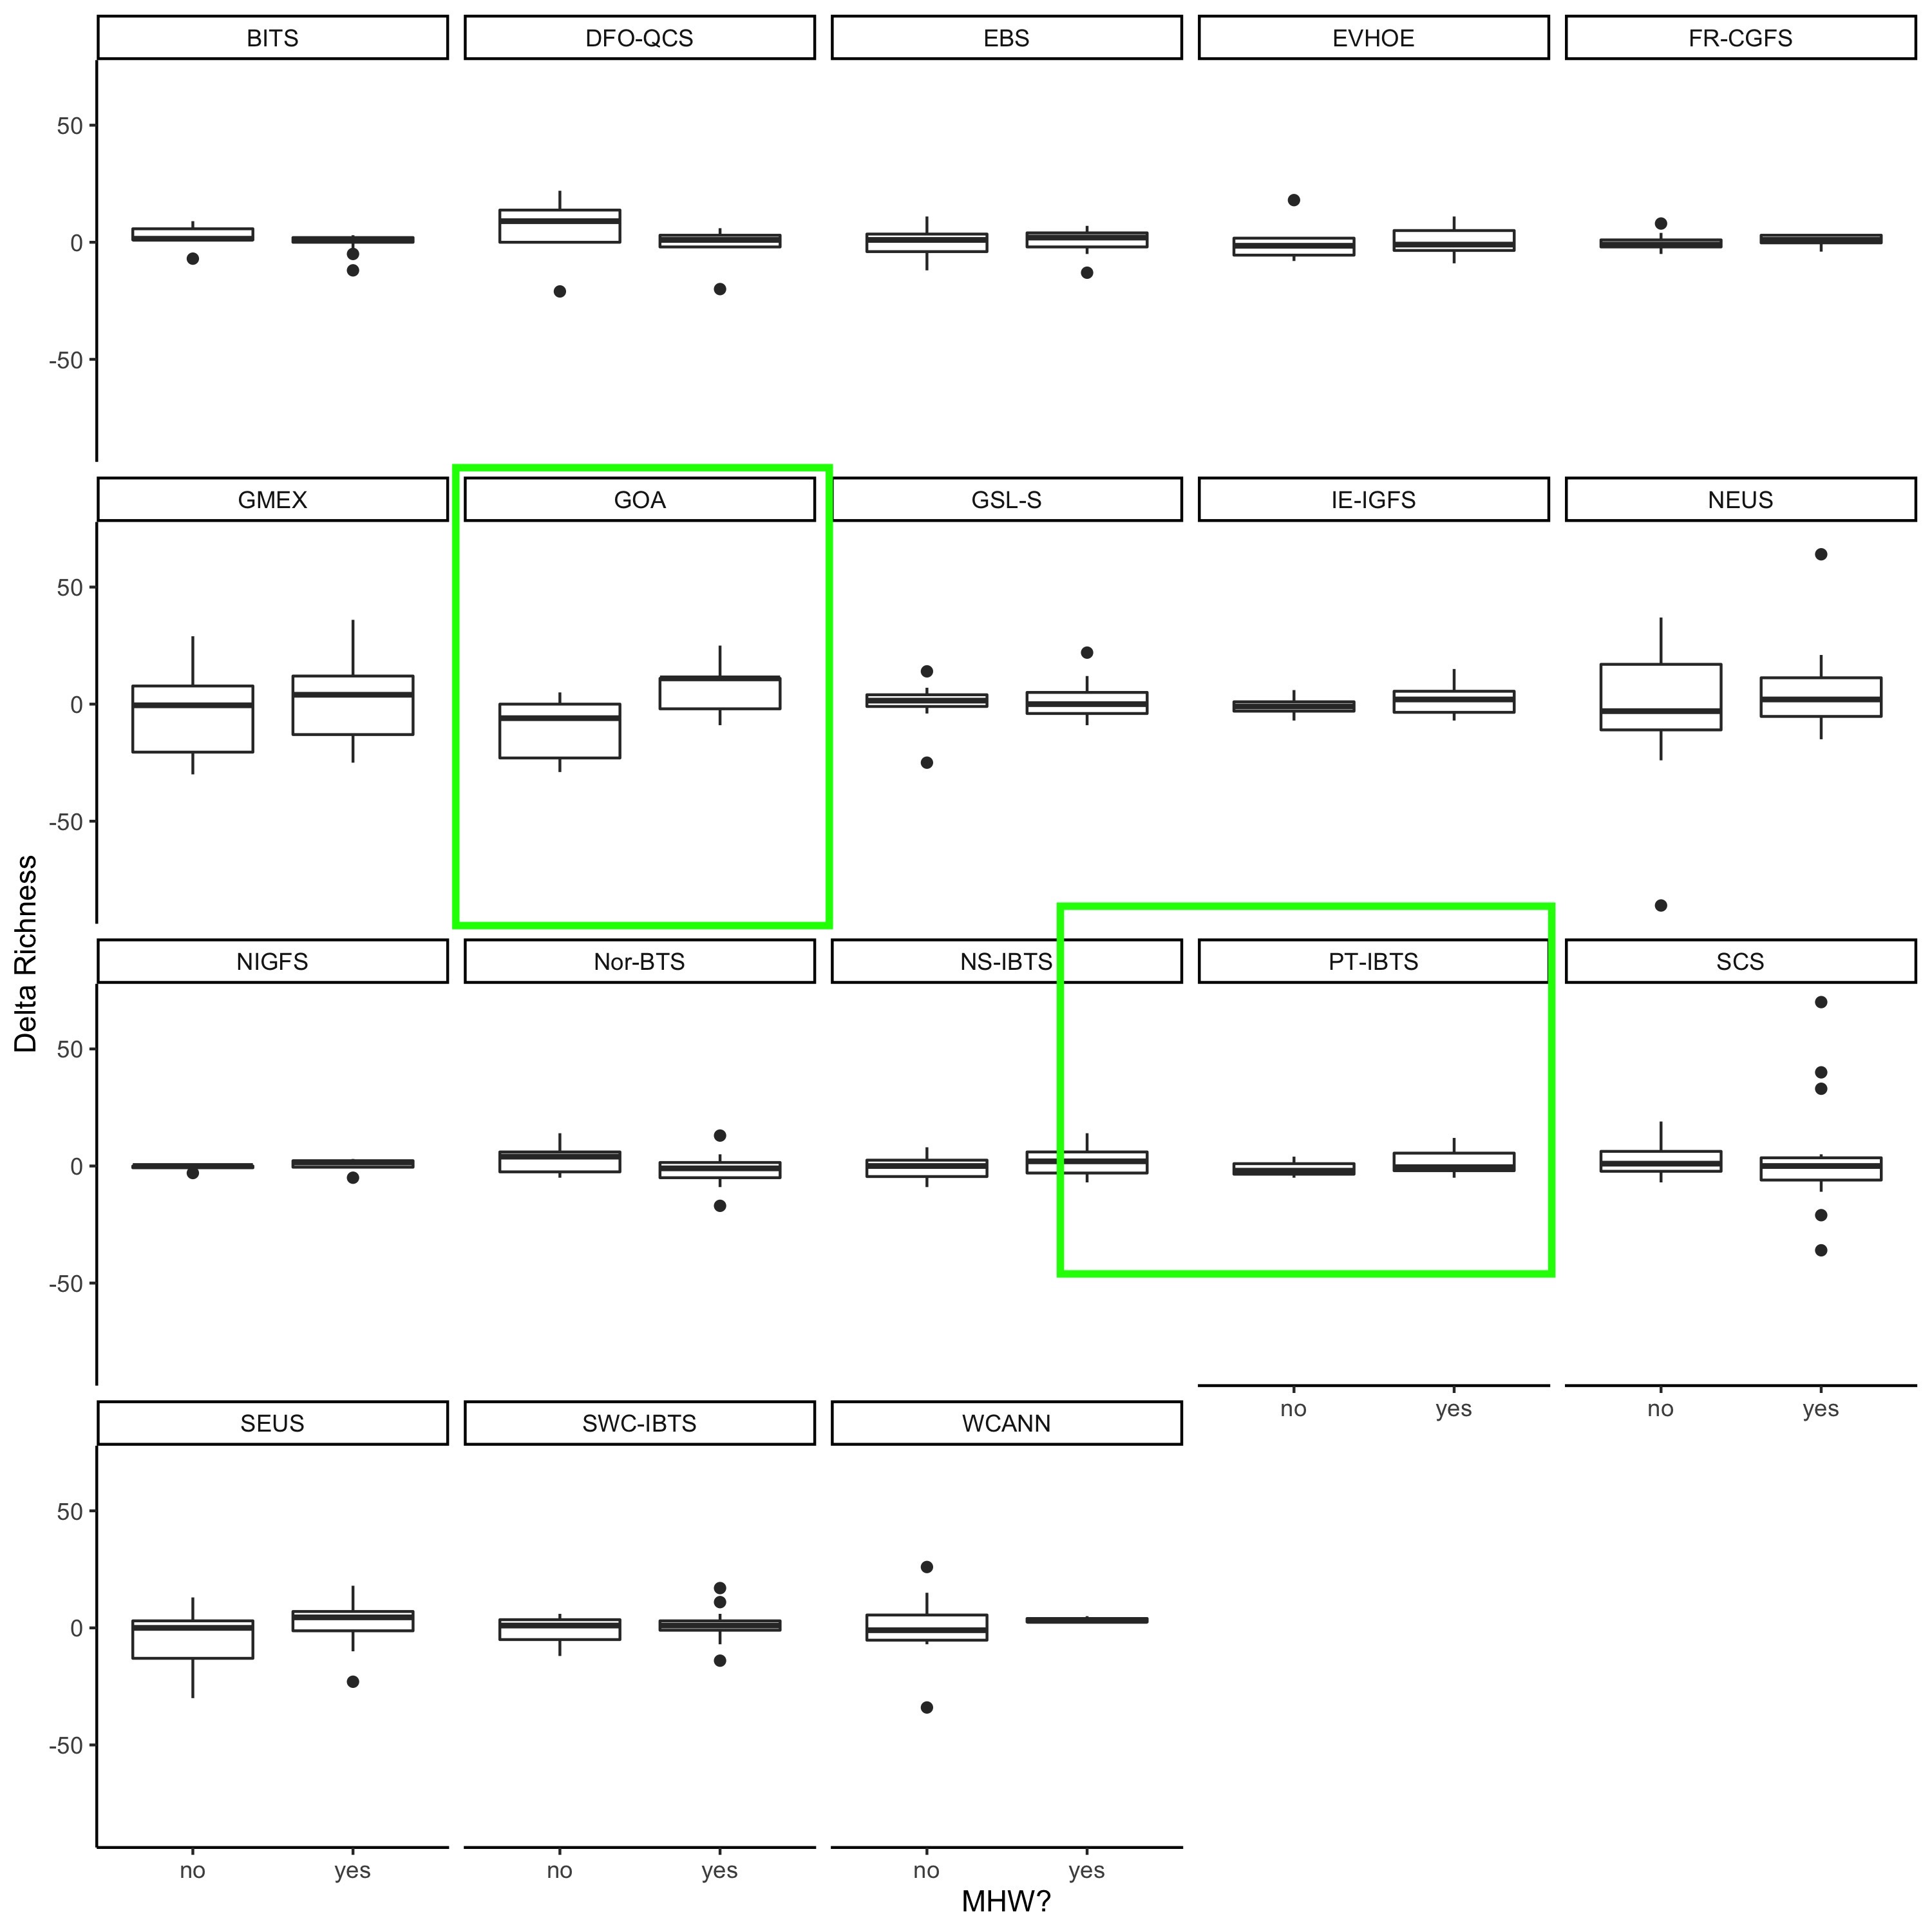 BITS DFO-QCS EBS EVHOE FR-CGFS
50
0
-50
GMEX GOA GSL-S IE-IGFS NEUS
50
0
-50
Delta Richness
NIGFS Nor-BTS NS-IBTS PT-IBTS SCS
50
0
-50
no yes no yes
SEUS SWC-IBTS WCANN
50
0
-50
no yes no yes no yes
MHW?